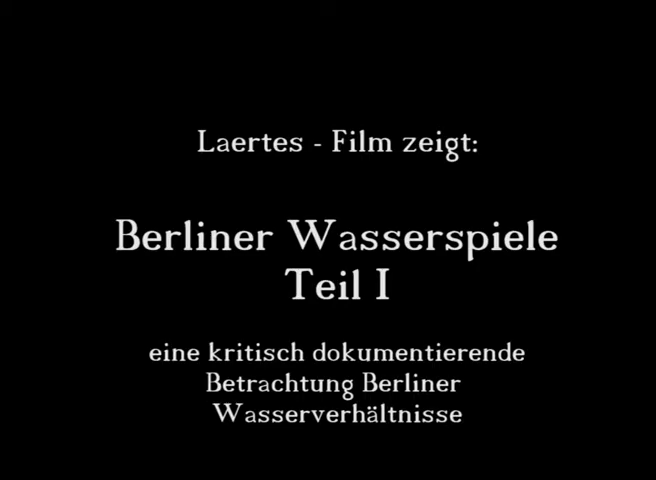 Laertes - Film zeigt:
Berliner Wasserspiele
Teil I
eine kritisch dokumentierende
Betrachtung Berliner
Wasserverhältnisse